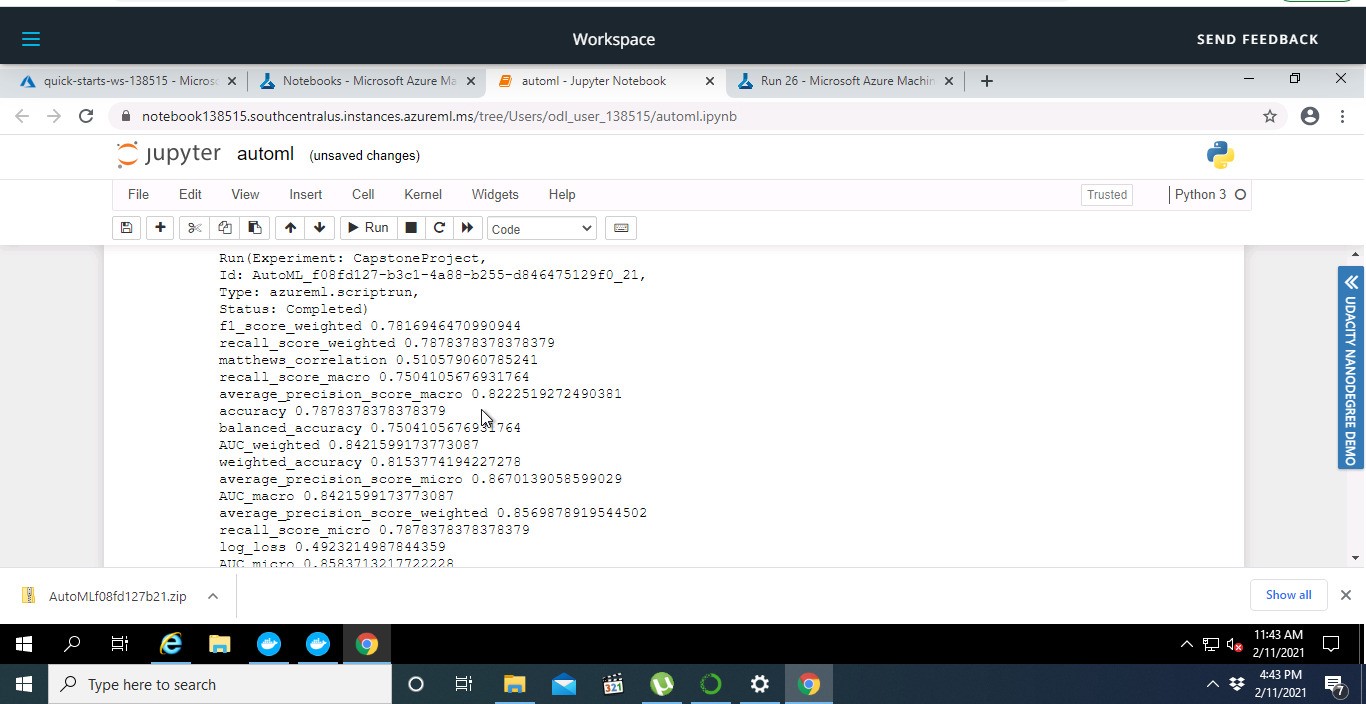 Workspace
SEND FEEDBACK
quick-starts-ws-138515 - Micros
Notebooks - Microsoft Azure Ma
automl - Jupyter Notebook
Run 26 - Microsoft Azure Machin
notebook138515.southcentralus.instances.azureml.ms/tree/Users/odl_user_138515/automl.ipynb
jupyter automl (unsaved changes)
File Edit View Insert Cell Kernel Widgets Help
Trusted
Python 3
Run
Code
Run(Experiment: CapstoneProject,
Id: AutoML_f08fd127-b3c1-4a88-b255-d846475129f0_21,
Type: azureml.scriptrun,
Status: Completed)
f1_score_weighted 0.7816946470990944
recall_score_weighted 0.7878378378378379
matthews_correlation 0.510579060785241
recall_score_macro 0.7504105676931764
average_precision_score_macro 0.8222519272490381
accuracy 0.7878378378378379
balanced_accuracy 0.7504105676931764
AUC_weighted 0.8421599173773087
weighted_accuracy 0.8153774194227278
average_precision_score_micro 0.8670139058599029
AUC_macro 0.8421599173773087
average_precision_score_weighted 0.8569878919544502
recall_score_micro 0.7878378378378379
log_loss 0.4923214987844359
AUC_micro 0.8583713217722228
UDACITY NANODEGREE DEMO
AutoMLf08fd127b21.zip
Show all
11:43 AM
2/11/2021
Type here to search
321
4:43 PM
2/11/2021
7